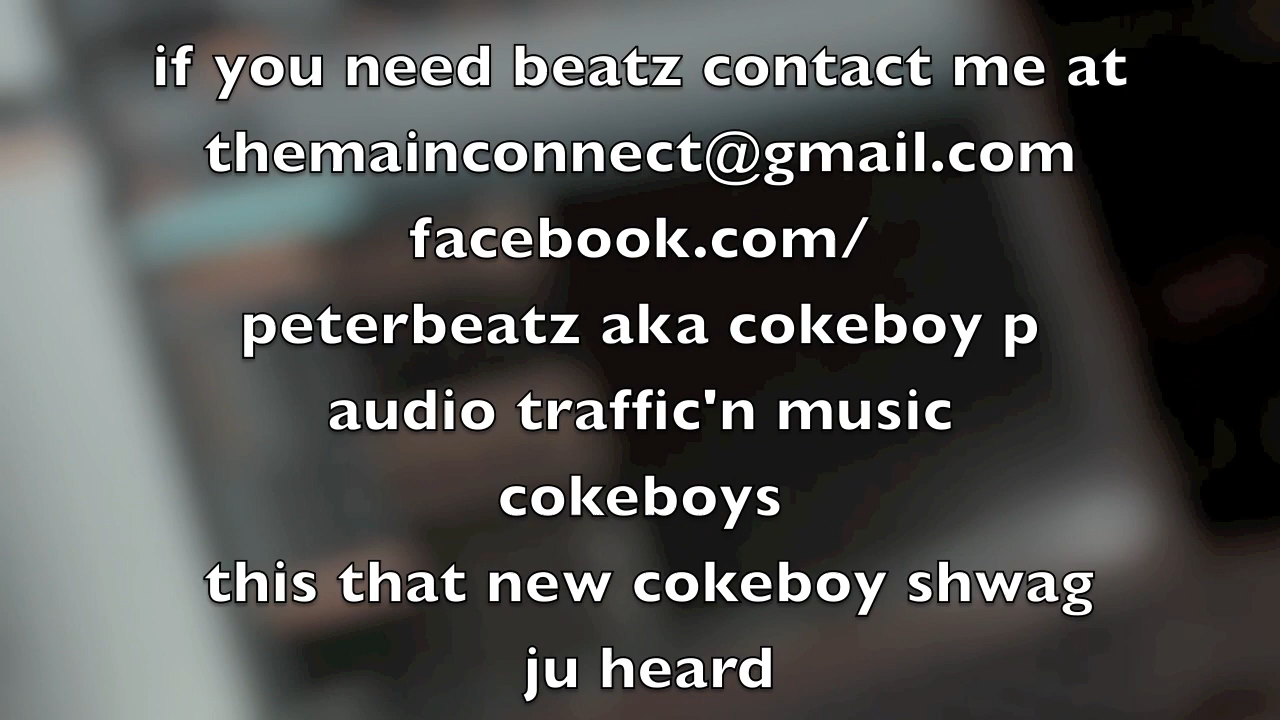 if you need beatz contact me at
themainconnect@gmail.com
facebook.com/
peterbeatz aka cokeboy p
audio traffic'n music
cokeboys
this that new cokeboy shwag
ju heard